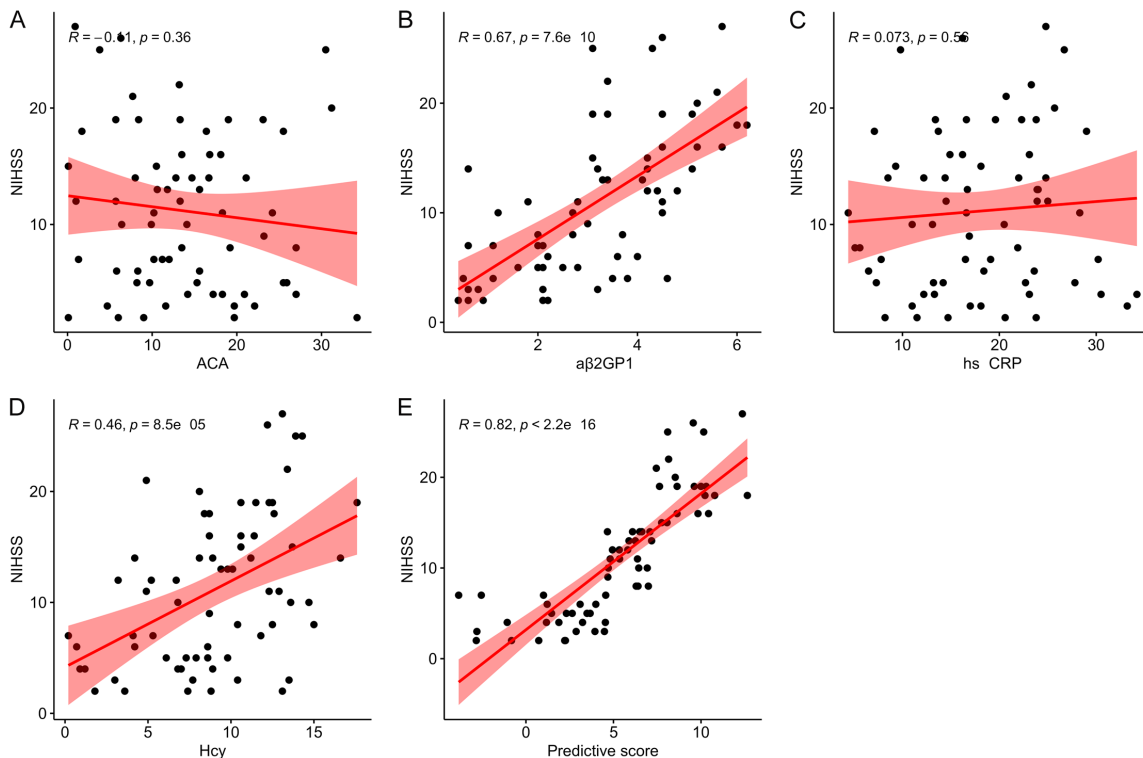 A
R = −0.11, p = 0.36
NIHSS
20
10
0 10 20 30
ACA
B
R = 0.67, p = 7.6e 10
NIHSS
20
10
0
2 4 6
aβ2GP1
C
R = 0.073, p = 0.56
NIHSS
20
10
10 20 30
hs CRP
D
R = 0.46, p = 8.5e 05
NIHSS
20
10
0
0 5 10 15
Hcy
E
R = 0.82, p < 2.2e 16
NIHSS
20
10
0
0 5 10
Predictive score